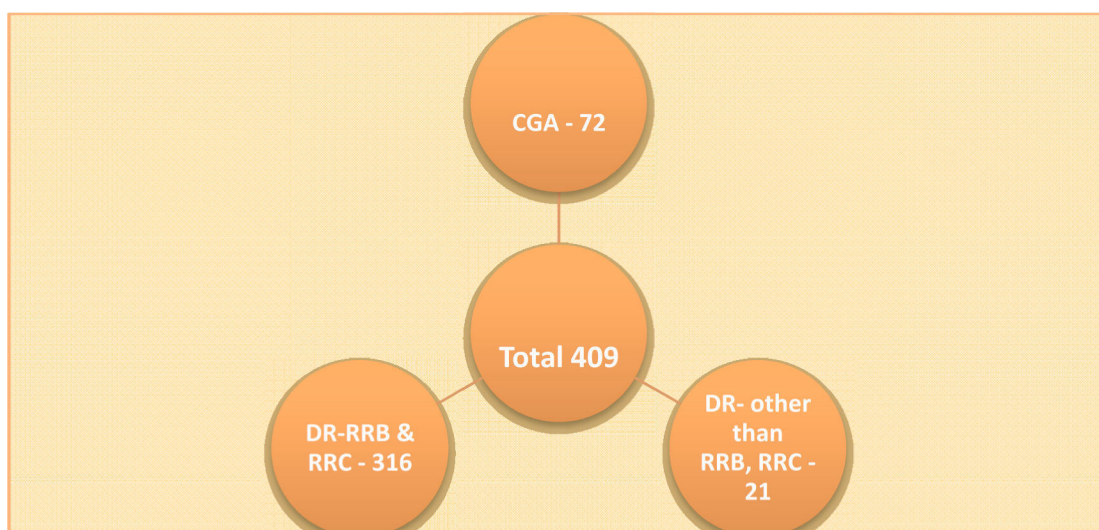 CGA - 72
Total 409
DR-RRB &
RRC - 316
DR- other
than
RRB, RRC -
21